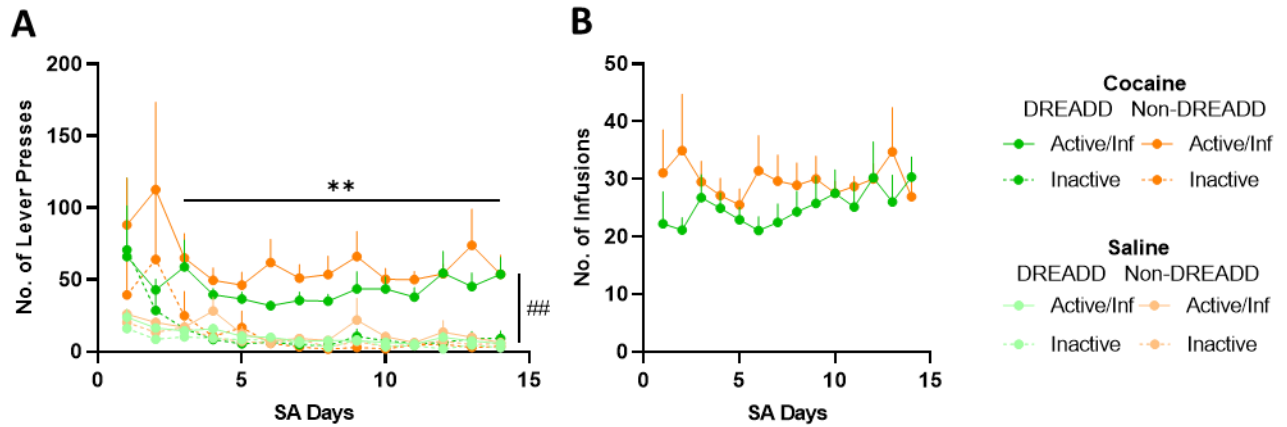 A
No. of Lever Presses
200
150
100
50
0
**
##
0
5
10
15
SA Days
B
No. of Infusions
50
40
30
20
10
0
0
5
10
15
SA Days
Cocaine
DREADD Non-DREADD
Active/Inf Active/Inf
Inactive Inactive
Saline
DREADD Non-DREADD
Active/Inf Active/Inf
Inactive Inactive